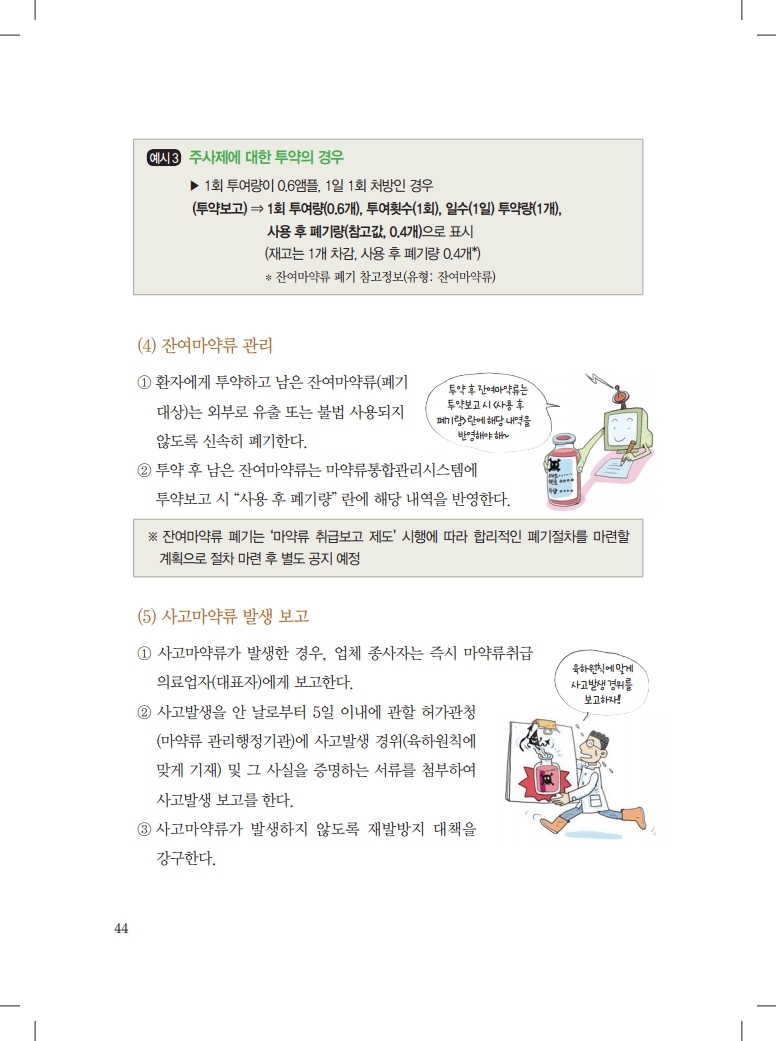 예시 3 주사제에 대한 투약의 경우
▶ 1회 투여량이 0.6앰플, 1일 1회 처방인 경우
(투약보고) ⇒ 1회 투여량(0.6개), 투여횟수(1회), 일수(1일) 투약량(1개),
사용 후 폐기량(참고값, 0.4개)으로 표시
(재고는 1개 차감, 사용 후 폐기량 0.4개*)
* 잔여마약류 폐기 참고정보(유형: 잔여마약류)
(4) 잔여마약류 관리
① 환자에게 투약하고 남은 잔여마약류(폐기
대상)는 외부로 유출 또는 불법 사용되지
않도록 신속히 폐기한다.
② 투약 후 남은 잔여마약류는 마약류통합관리시스템에
투약보고 시 “사용 후 폐기량” 란에 해당 내역을 반영한다.
투약 후 잔여마약류는
투약보고 시 <사용 후
폐기량> 란에 해당 내역을
반영해야 해~
※ 잔여마약류 폐기는 ‘마약류 취급보고 제도’ 시행에 따라 합리적인 폐기절차를 마련할
계획으로 절차 마련 후 별도 공지 예정
(5) 사고마약류 발생 보고
① 사고마약류가 발생한 경우, 업체 종사자는 즉시 마약류취급
의료업자(대표자)에게 보고한다.
② 사고발생을 안 날로부터 5일 이내에 관할 허가관청
(마약류 관리행정기관)에 사고발생 경위(육하원칙에
맞게 기재) 및 그 사실을 증명하는 서류를 첨부하여
사고발생 보고를 한다.
③ 사고마약류가 발생하지 않도록 재발방지 대책을
강구한다.
육하원칙에 맞게
사고발생 경위를
보고하자!
44